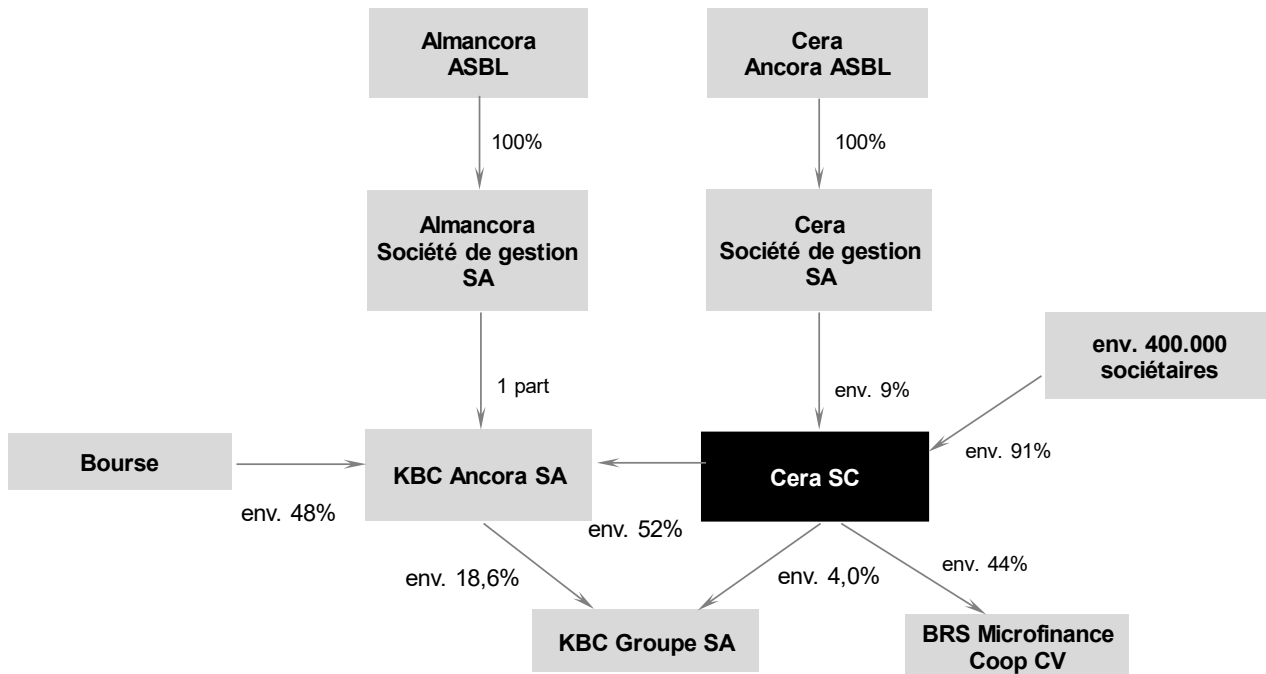 Almancora
ASBL
Cera
Ancora ASBL
100%
100%
Almancora
Société de gestion
SA
Cera
Société de gestion
SA
env. 400.000
sociétaires
1 part
env. 9%
Bourse
KBC Ancora SA
Cera SC
env. 91%
env. 48%
env. 52%
env. 18,6%
env. 4,0%
env. 44%
KBC Groupe SA
BRS Microfinance
Coop CV